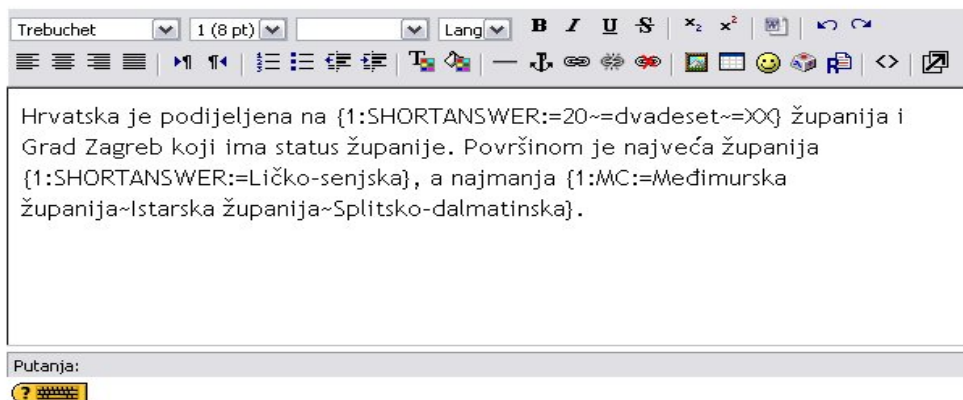 Trebuchet 1 (8 pt) Lang B I U S x₂ x²
Hrvatska je podijeljena na {1:SHORTANSWER:=20~=dvadeset~=XX} županija i
Grad Zagreb koji ima status županije. Površinom je najveća županija
{1:SHORTANSWER:=Ličko-senjska}, a najmanja {1:MC:=Međimurska
županija~Istarska županija~Splitsko-dalmatinska}.
Putanja:
?